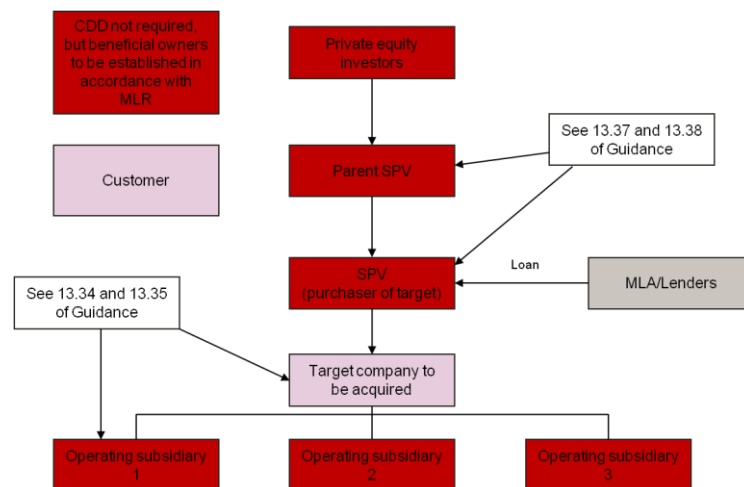 CDD not required,
but beneficial owners
to be established in
accordance with
MLR
Private equity
investors
See 13.37 and 13.38
of Guidance
Customer
Parent SPV
SPV
(purchaser of target)
Loan
MLA/Lenders
See 13.34 and 13.35
of Guidance
Target company to
be acquired
Operating subsidiary
1
Operating subsidiary
2
Operating subsidiary
3